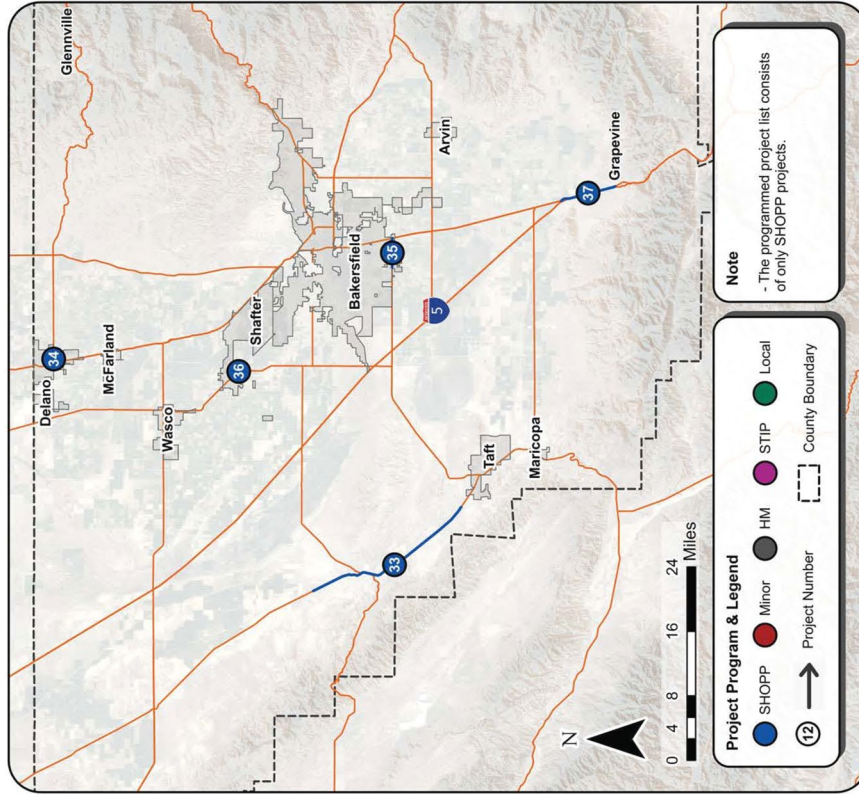 Glennville
Delano
34
McFarland
Wasco
36
Shafter
Bakersfield
35
Arvin
5
33
Taft
Maricopa
37
Grapevine
N
0 4 8 16 24
Miles
Project Program & Legend
SHOPP Minor HM STIP Local
12 Project Number County Boundary
Note
- The programmed project list consists
of only SHOPP projects.